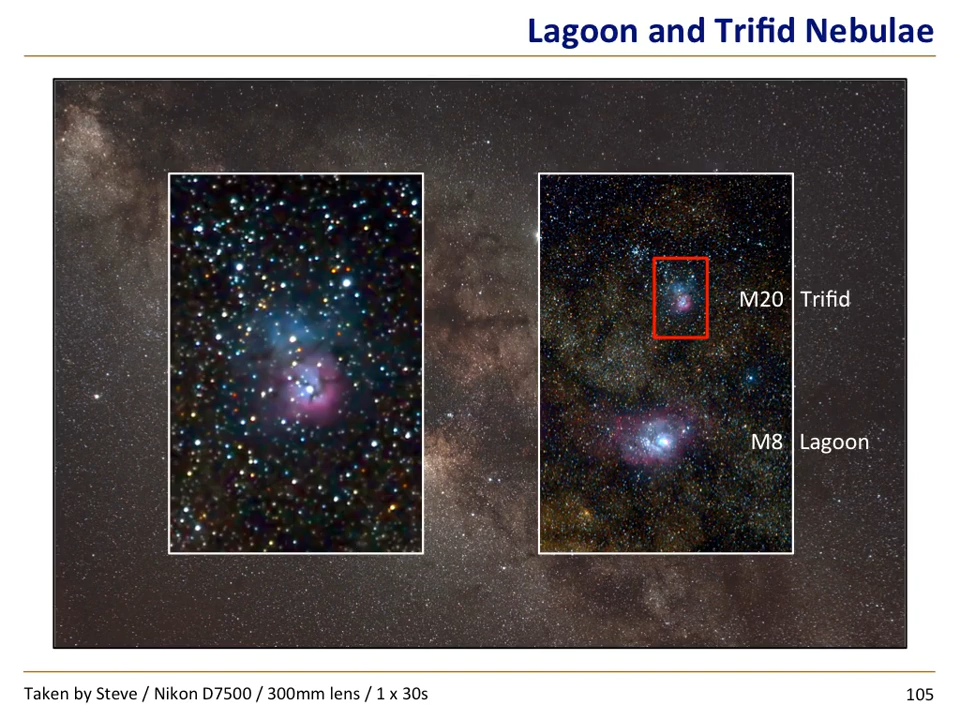 Lagoon and Trifid Nebulae
M20 Trifid
M8 Lagoon
Taken by Steve / Nikon D7500 / 300mm lens / 1 x 30s
105